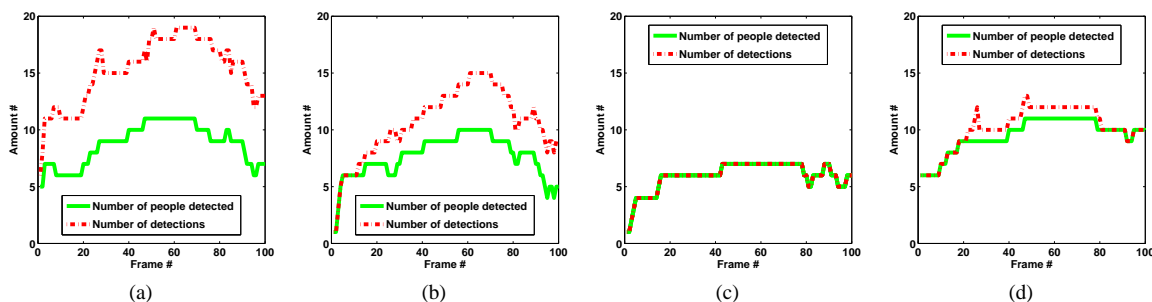 20
15
10
5
0
Amount #
Number of people detected
Number of detections
0 20 40 60 80 100
Frame #
(a)
20
15
10
5
0
Amount #
Number of people detected
Number of detections
0 20 40 60 80 100
Frame #
(b)
20
15
10
5
0
Amount #
Number of people detected
Number of detections
0 20 40 60 80 100
Frame #
(c)
20
15
10
5
0
Amount #
Number of people detected
Number of detections
0 20 40 60 80 100
Frame #
(d)